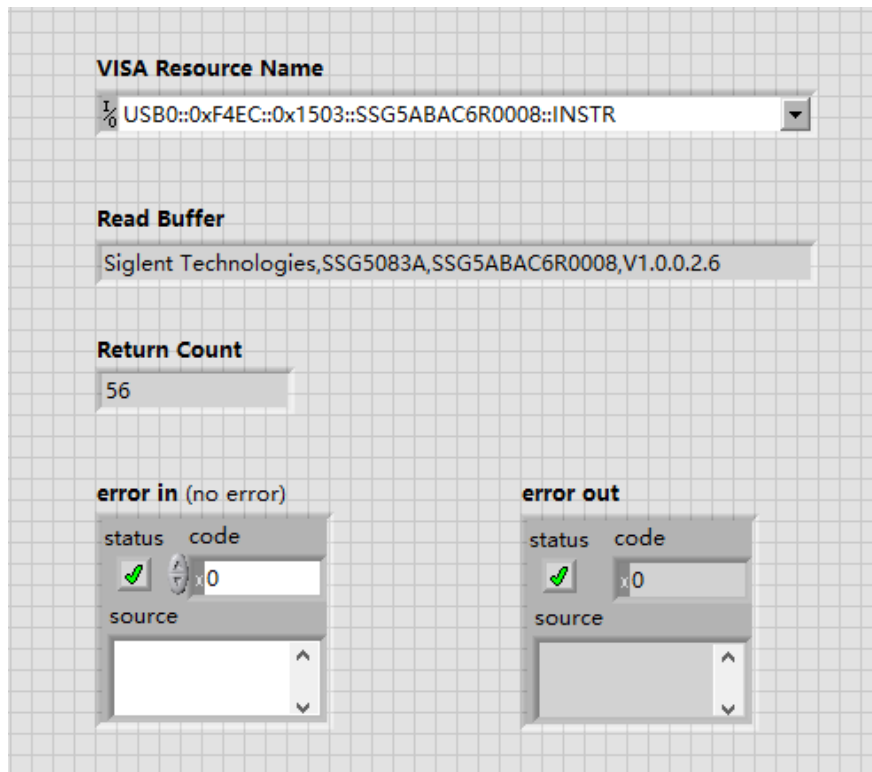 VISA Resource Name
I/O USB0::0xF4EC::0x1503::SSG5ABAC6R0008::INSTR
Read Buffer
Siglent Technologies,SSG5083A,SSG5ABAC6R0008,V1.0.0.2.6
Return Count
56
error in (no error)
error out
status code
status code
x 0
x 0
source
source